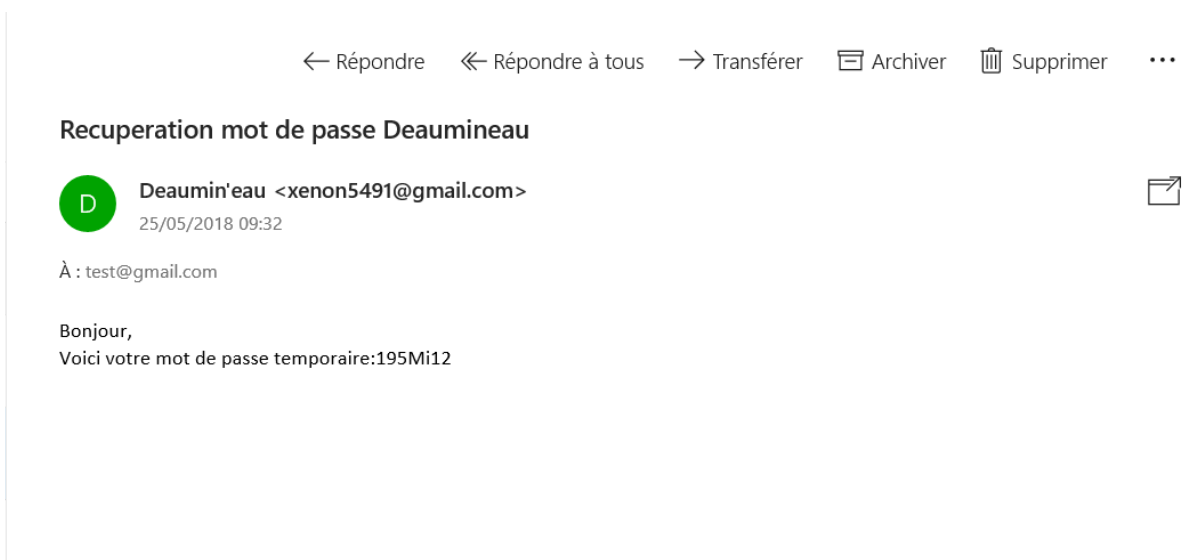 Répondre Répondre à tous Transférer Archiver Supprimer ...
Recuperation mot de passe Deaumineau
D
Deaumin'eau <xenon5491@gmail.com>
25/05/2018 09:32
À : test@gmail.com
Bonjour,
Voici votre mot de passe temporaire:195Mi12